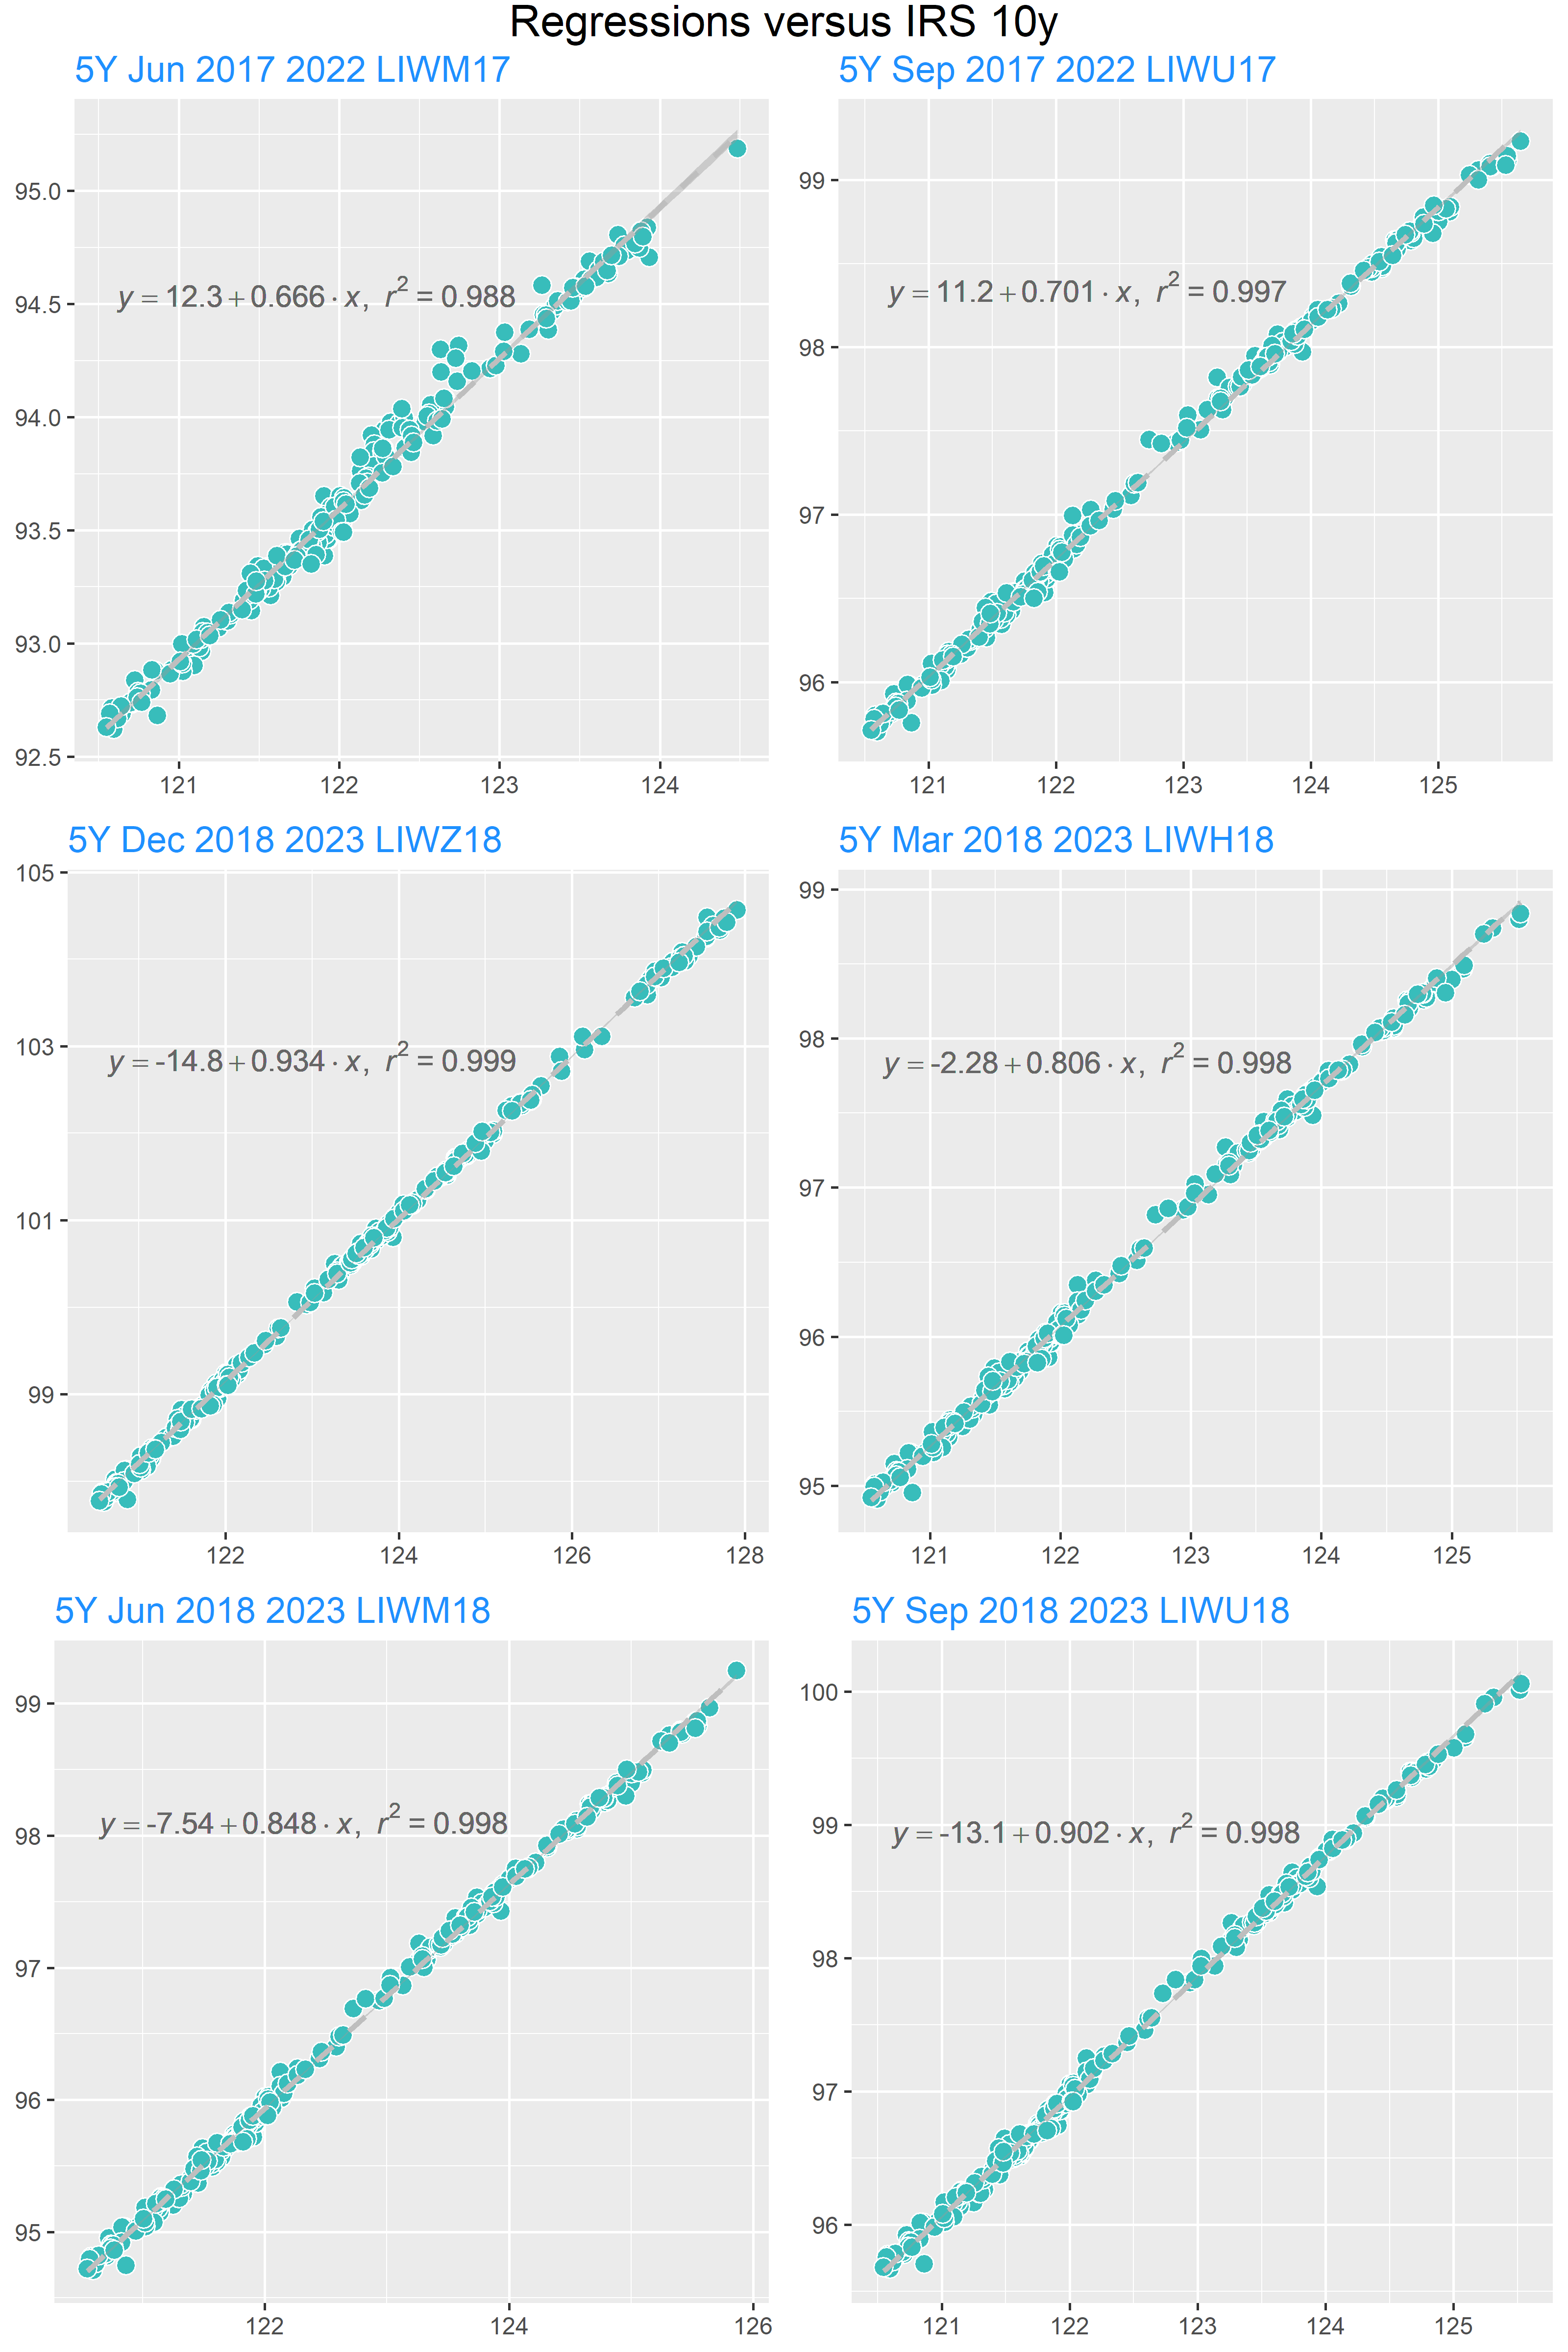 Regressions versus IRS 10y
5Y Jun 2017 2022 LIWM17
95.0
94.5
94.0
93.5
93.0
92.5
y = 12.3 + 0.666 · x, r² = 0.988
121 122 123 124
5Y Sep 2017 2022 LIWU17
99
98
97
96
y = 11.2 + 0.701 · x, r² = 0.997
121 122 123 124 125
5Y Dec 2018 2023 LIWZ18
105
103
101
99
y = -14.8 + 0.934 · x, r² = 0.999
122 124 126 128
5Y Mar 2018 2023 LIWH18
99
98
97
96
95
y = -2.28 + 0.806 · x, r² = 0.998
121 122 123 124 125
5Y Jun 2018 2023 LIWM18
99
98
97
96
95
y = -7.54 + 0.848 · x, r² = 0.998
122 124 126
5Y Sep 2018 2023 LIWU18
100
99
98
97
96
y = -13.1 + 0.902 · x, r² = 0.998
121 122 123 124 125